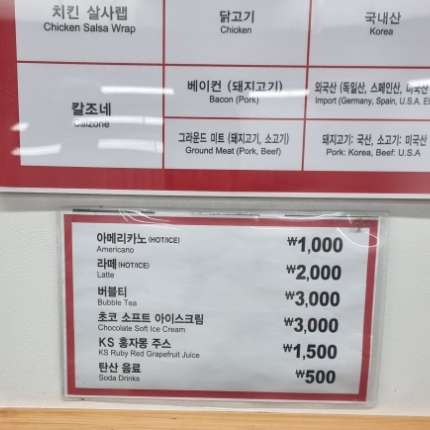 치킨 살사랩 닭고기 국내산
Chicken Salsa Wrap Chicken Korea
베이컨 (돼지고기) 외국산 (독일산, 스페인산, 미국산
Bacon (Pork) Import (Germany, Spain, U.S.A. Et
칼조네
Calzone
그라운드 미트 (돼지고기, 소고기) 돼지고기: 국산, 소고기: 미국산
Ground Meat (Pork, Beef) Pork: Korea, Beef: U.S.A
아메리카노 (HOT/ICE) ₩1,000
Americano
라떼 (HOT/ICE) ₩2,000
Latte
버블티 ₩3,000
Bubble Tea
초코 소프트 아이스크림 ₩3,000
Chocolate Soft Ice Cream
KS 홍자몽 주스 ₩1,500
KS Ruby Red Grapefruit Juice
탄산 음료 ₩500
Soda Drinks